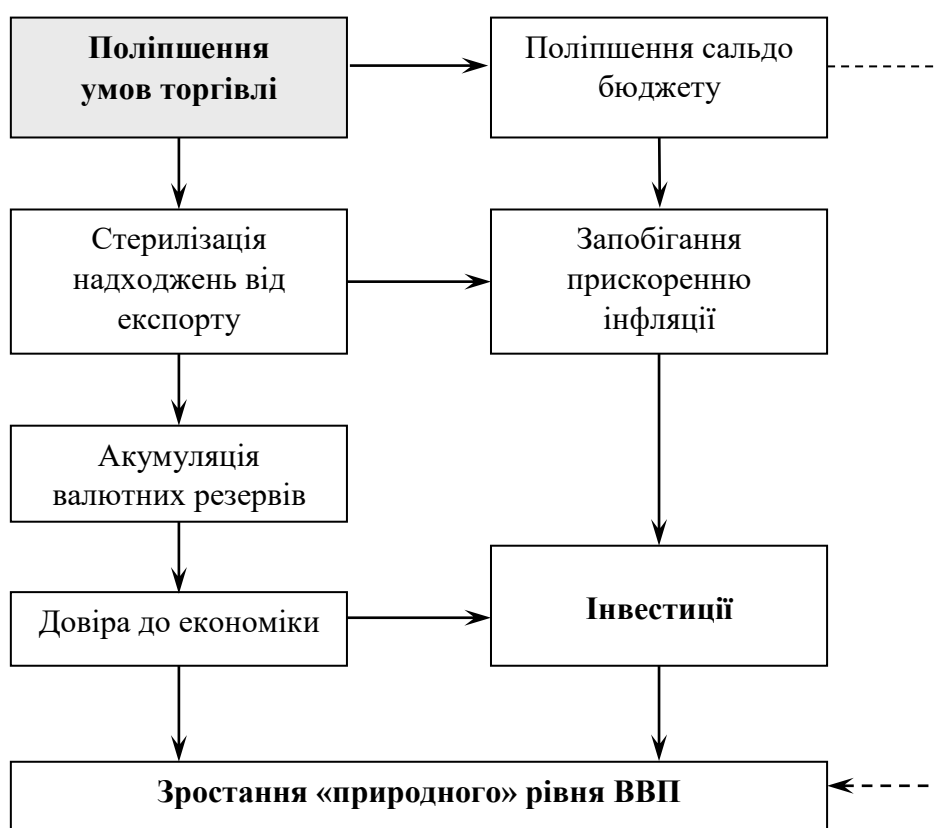 Поліпшення
умов торгівлі
Поліпшення сальдо
бюджету
Стерилізація
надходжень від
експорту
Запобігання
прискоренню
інфляції
Акумуляція
валютних резервів
Довіра до економіки
Інвестиції
Зростання «природного» рівня ВВП